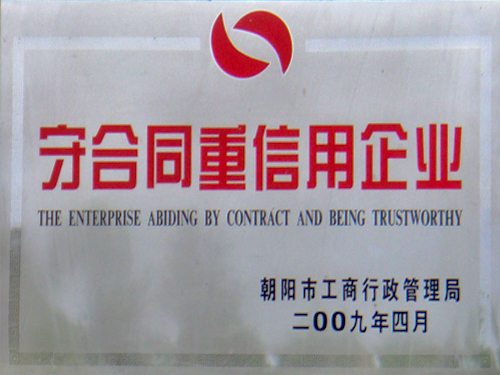 守合同重信用企业
THE ENTERPRISE ABIDING BY CONTRACT AND BEING TRUSTWORTHY
朝阳市工商行政管理局
二00九年四月